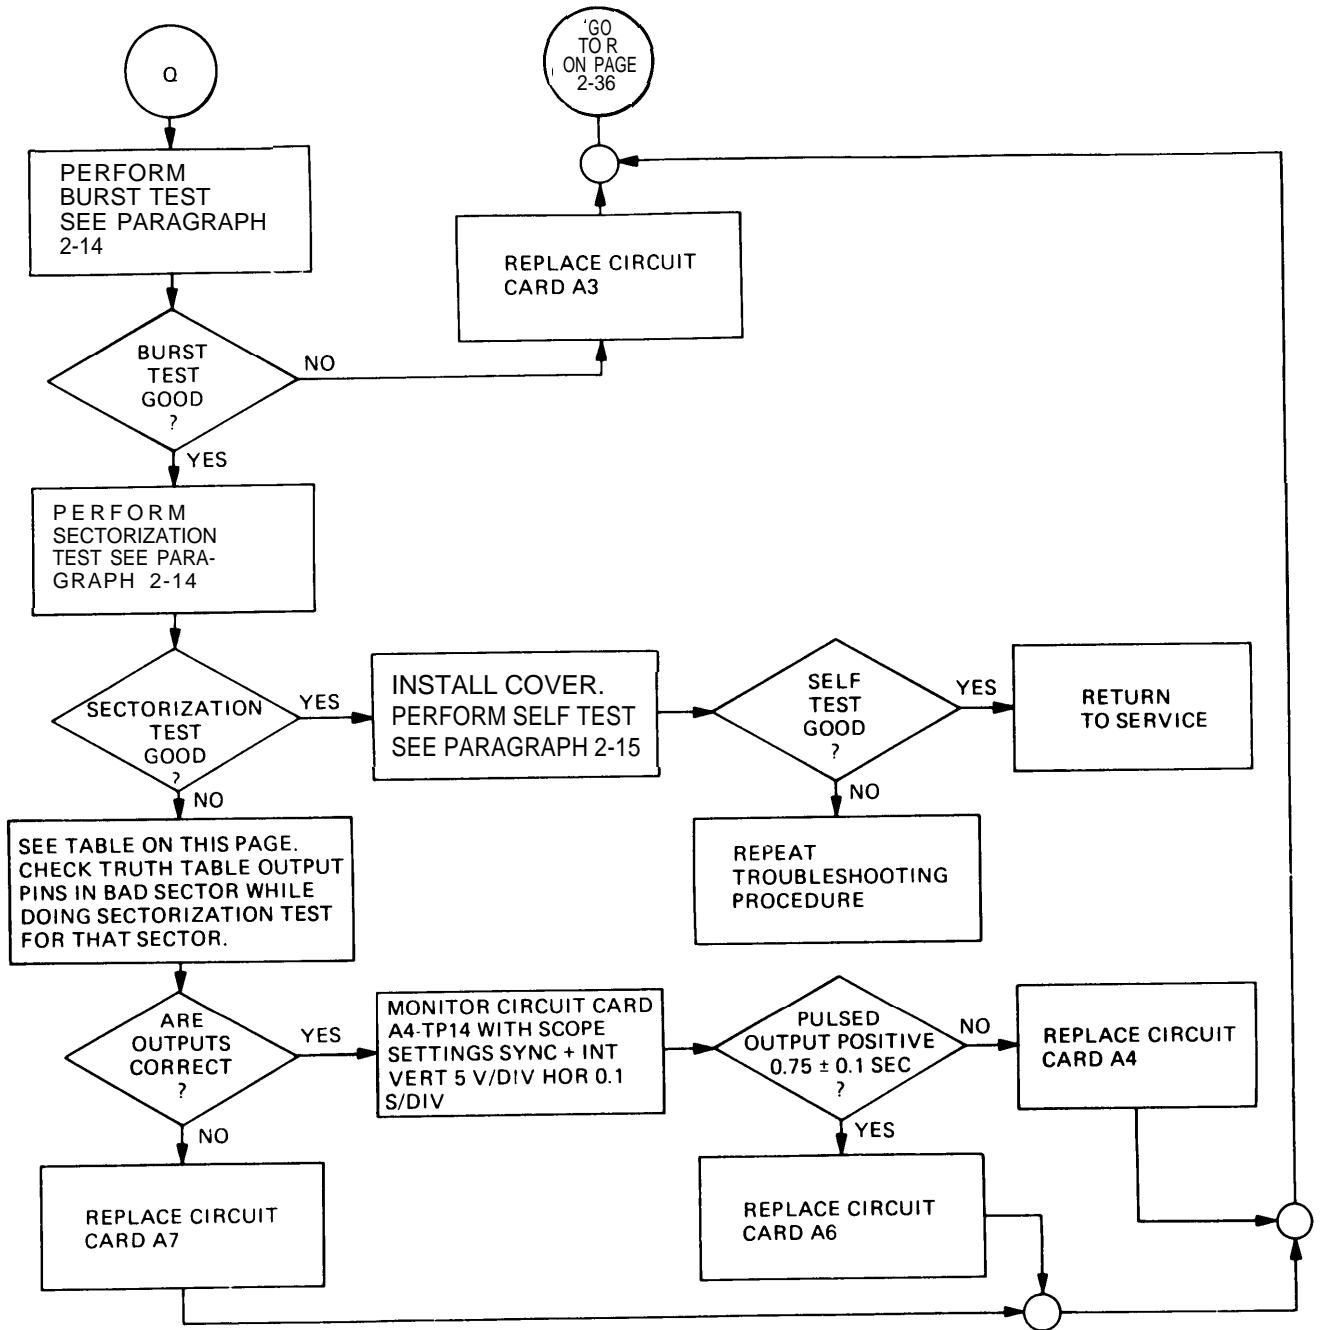 Q
'GO
TO R
ON PAGE
2-36
PERFORM
BURST TEST
SEE PARAGRAPH
2-14
REPLACE CIRCUIT
CARD A3
BURST
TEST
GOOD
?
NO
YES
PERFORM
SECTORIZATION
TEST SEE PARA-
GRAPH 2-14
SECTORIZATION
TEST
GOOD
?
YES
INSTALL COVER.
PERFORM SELF TEST
SEE PARAGRAPH 2-15
SELF
TEST
GOOD
?
YES
RETURN
TO SERVICE
NO
NO
REPEAT
TROUBLESHOOTING
PROCEDURE
SEE TABLE ON THIS PAGE.
CHECK TRUTH TABLE OUTPUT
PINS IN BAD SECTOR WHILE
DOING SECTORIZATION TEST
FOR THAT SECTOR.
ARE
OUTPUTS
CORRECT
?
YES
MONITOR CIRCUIT CARD
A4-TP14 WITH SCOPE
SETTINGS SYNC + INT
VERT 5 V/DIV HOR 0.1
S/DIV
PULSED
OUTPUT POSITIVE
0.75 ± 0.1 SEC
?
NO
REPLACE CIRCUIT
CARD A4
NO
YES
REPLACE CIRCUIT
CARD A7
REPLACE CIRCUIT
CARD A6